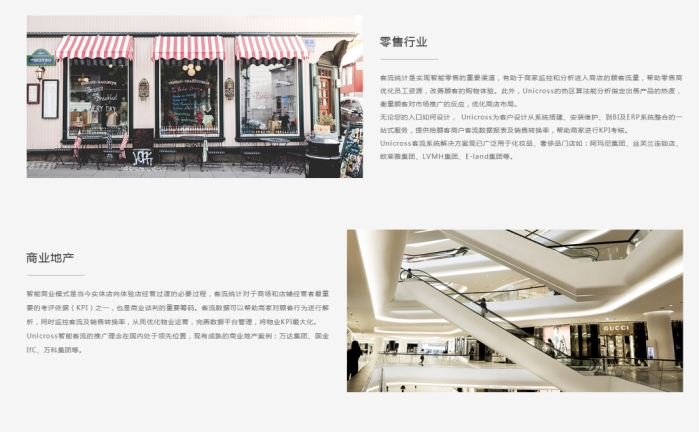 零售行业
客流统计是实现智能零售的重要渠道，有助于商家监控和分析进入商店的顾客流量，帮助零售商
优化员工资源，改善顾客的购物体验。此外，Unicross的热区算法能分析指定出售产品的热度，
衡量顾客对市场推广的反应，优化商店布局。
无论您的入口如何设计， Unicross为客户设计从系统搭建、安装维护、到BI及ERP系统整合的一
站式服务，提供给顾客商户客流数据报表及销售转换率，帮助商家进行KPI考核。
Unicross客流系统解决方案现已广泛用于化妆品、奢侈品门店如：阿玛尼集团、丝芙兰连锁店、
欧莱雅集团、LVMH集团、E-land集团等。
商业地产
智能商业模式是当今实体店向体验店经营过渡的必要过程，客流统计对于商场和店铺经营者最重
要的考评依据（KPI）之一，也是商业谈判的重要筹码。客流数据可以帮助商家对顾客行为进行解
析，同时监控客流及销售转换率，从而优化物业运营，完善数据平台管理，将物业KPI最大化。
Unicross智能客流的推广理念在国内处于领先位置，现有成熟的商业地产案例：万达集团、国金
IFC、万科集团等。
GUCCI